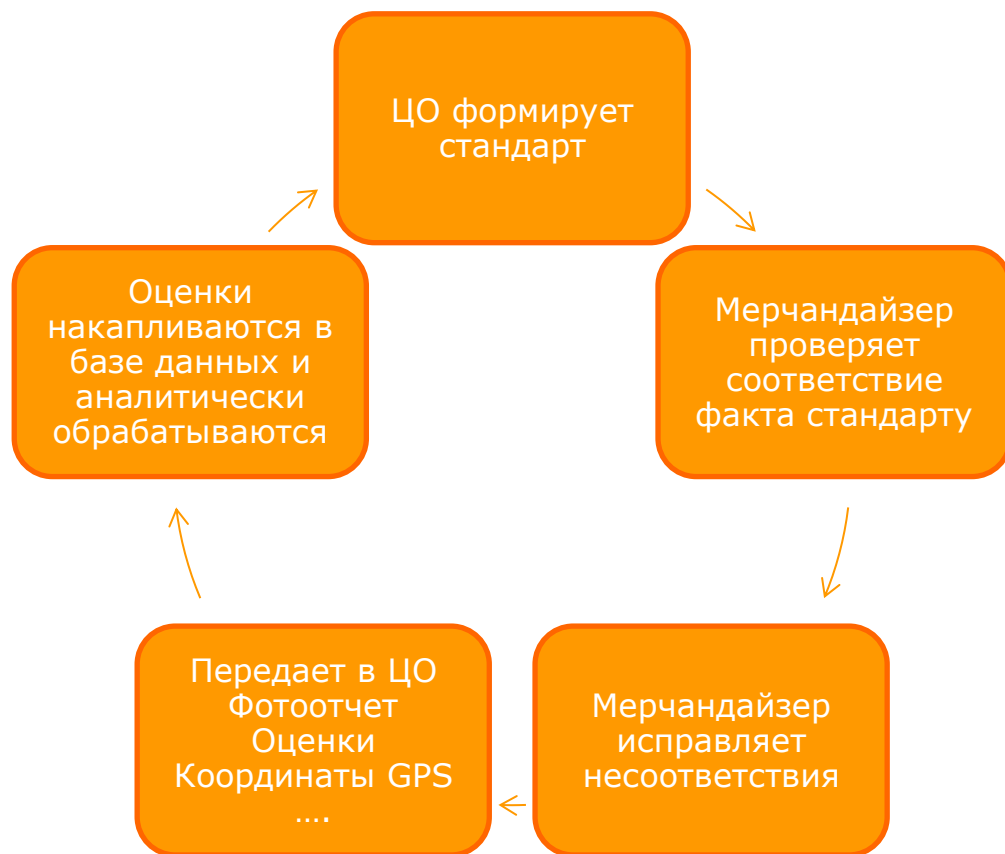 ЦО формирует
стандарт
Мерчандайзер
проверяет
соответствие
факта стандарту
Мерчандайзер
исправляет
несоответствия
Передает в ЦО
Фотоотчет
Оценки
Координаты GPS
….
Оценки
накапливаются в
базе данных и
аналитически
обрабатываются